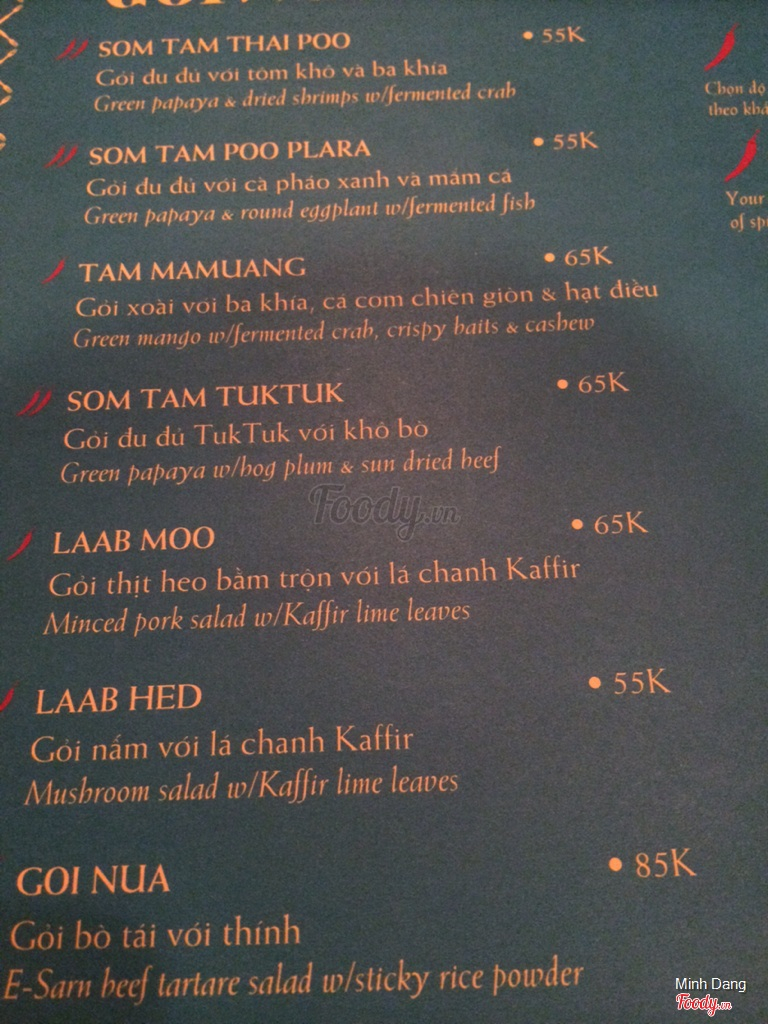 SOM TAM THAI POO • 55K
Gỏi đu đủ với tôm khô và ba khía
Green papaya & dried shrimps w/fermented crab
SOM TAM POO PLARA • 55K
Gỏi đu đủ với cà pháo xanh và mắm cá
Green papaya & round eggplant w/fermented fish
TAM MAMUANG • 65K
Gỏi xoài với ba khía, cá cơm chiên giòn & hạt điều
Green mango w/fermented crab, crispy baits & cashew
SOM TAM TUKTUK • 65K
Gỏi đu đủ TukTuk với khô bò
Green papaya w/hog plum & sun dried beef
LAAB MOO • 65K
Gỏi thịt heo bằm trộn với lá chanh Kaffir
Minced pork salad w/Kaffir lime leaves
LAAB HED • 55K
Gỏi nấm với lá chanh Kaffir
Mushroom salad w/Kaffir lime leaves
GOI NUA • 85K
Gỏi bò tái với thính
E-Sarn beef tartare salad w/sticky rice powder
Chọn độ
theo
Your
of
Foody.vn
Minh Dang
Foody.vn